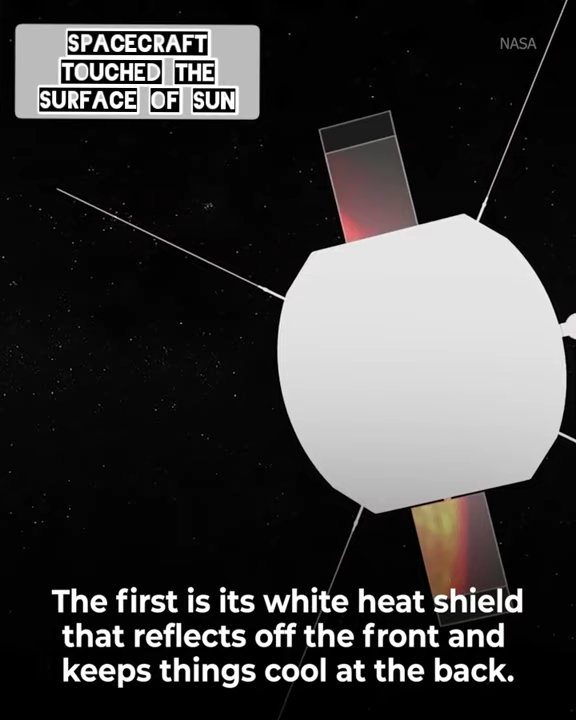 SPACECRAFT
TOUCHED THE
SURFACE OF SUN
NASA
The first is its white heat shield
that reflects off the front and
keeps things cool at the back.